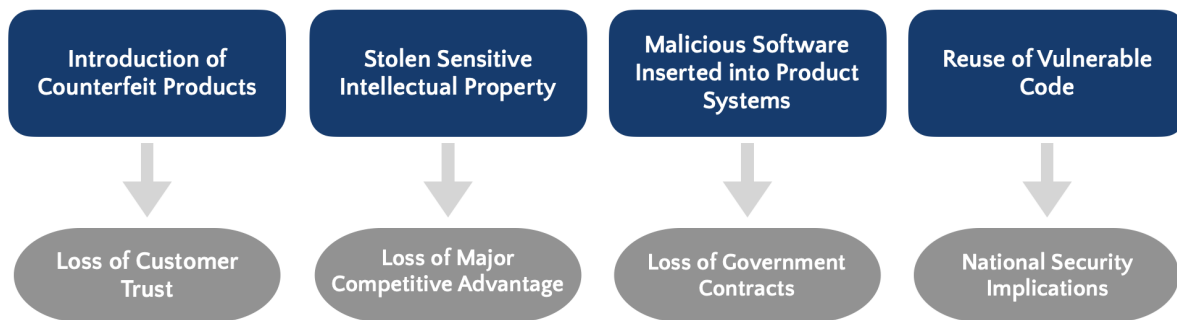 Introduction of
Counterfeit Products
Stolen Sensitive
Intellectual Property
Malicious Software
Inserted into Product
Systems
Reuse of Vulnerable
Code
Loss of Customer
Trust
Loss of Major
Competitive Advantage
Loss of Government
Contracts
National Security
Implications